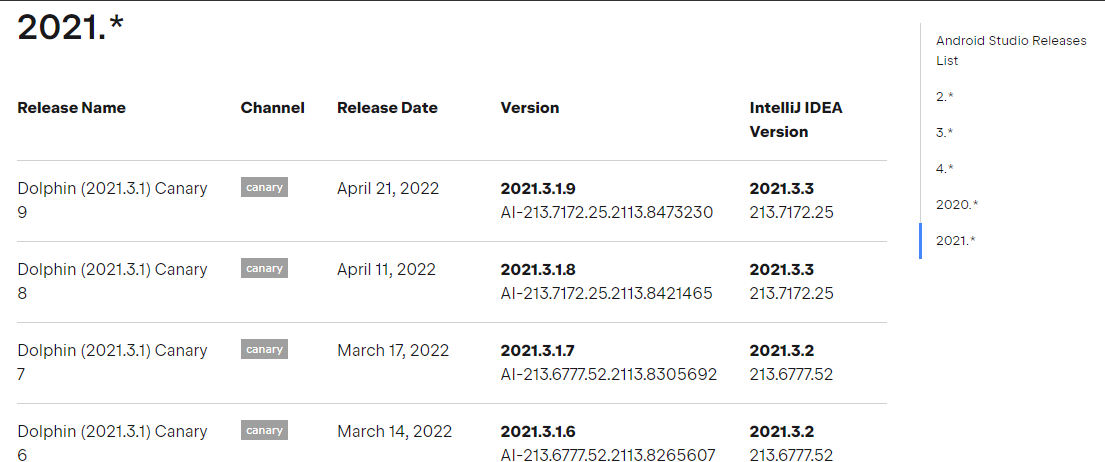 2021.*
Release Name Channel Release Date Version IntelliJ IDEA
Version
Dolphin (2021.3.1) Canary canary April 21, 2022 2021.3.1.9 2021.3.3
9 AI-213.7172.25.2113.8473230 213.7172.25
Dolphin (2021.3.1) Canary canary April 11, 2022 2021.3.1.8 2021.3.3
8 AI-213.7172.25.2113.8421465 213.7172.25
Dolphin (2021.3.1) Canary canary March 17, 2022 2021.3.1.7 2021.3.2
7 AI-213.6777.52.2113.8305692 213.6777.52
Dolphin (2021.3.1) Canary canary March 14, 2022 2021.3.1.6 2021.3.2
6 AI-213.6777.52.2113.8265607 213.6777.52
Android Studio Releases
List
2.*
3.*
4.*
2020.*
2021.*